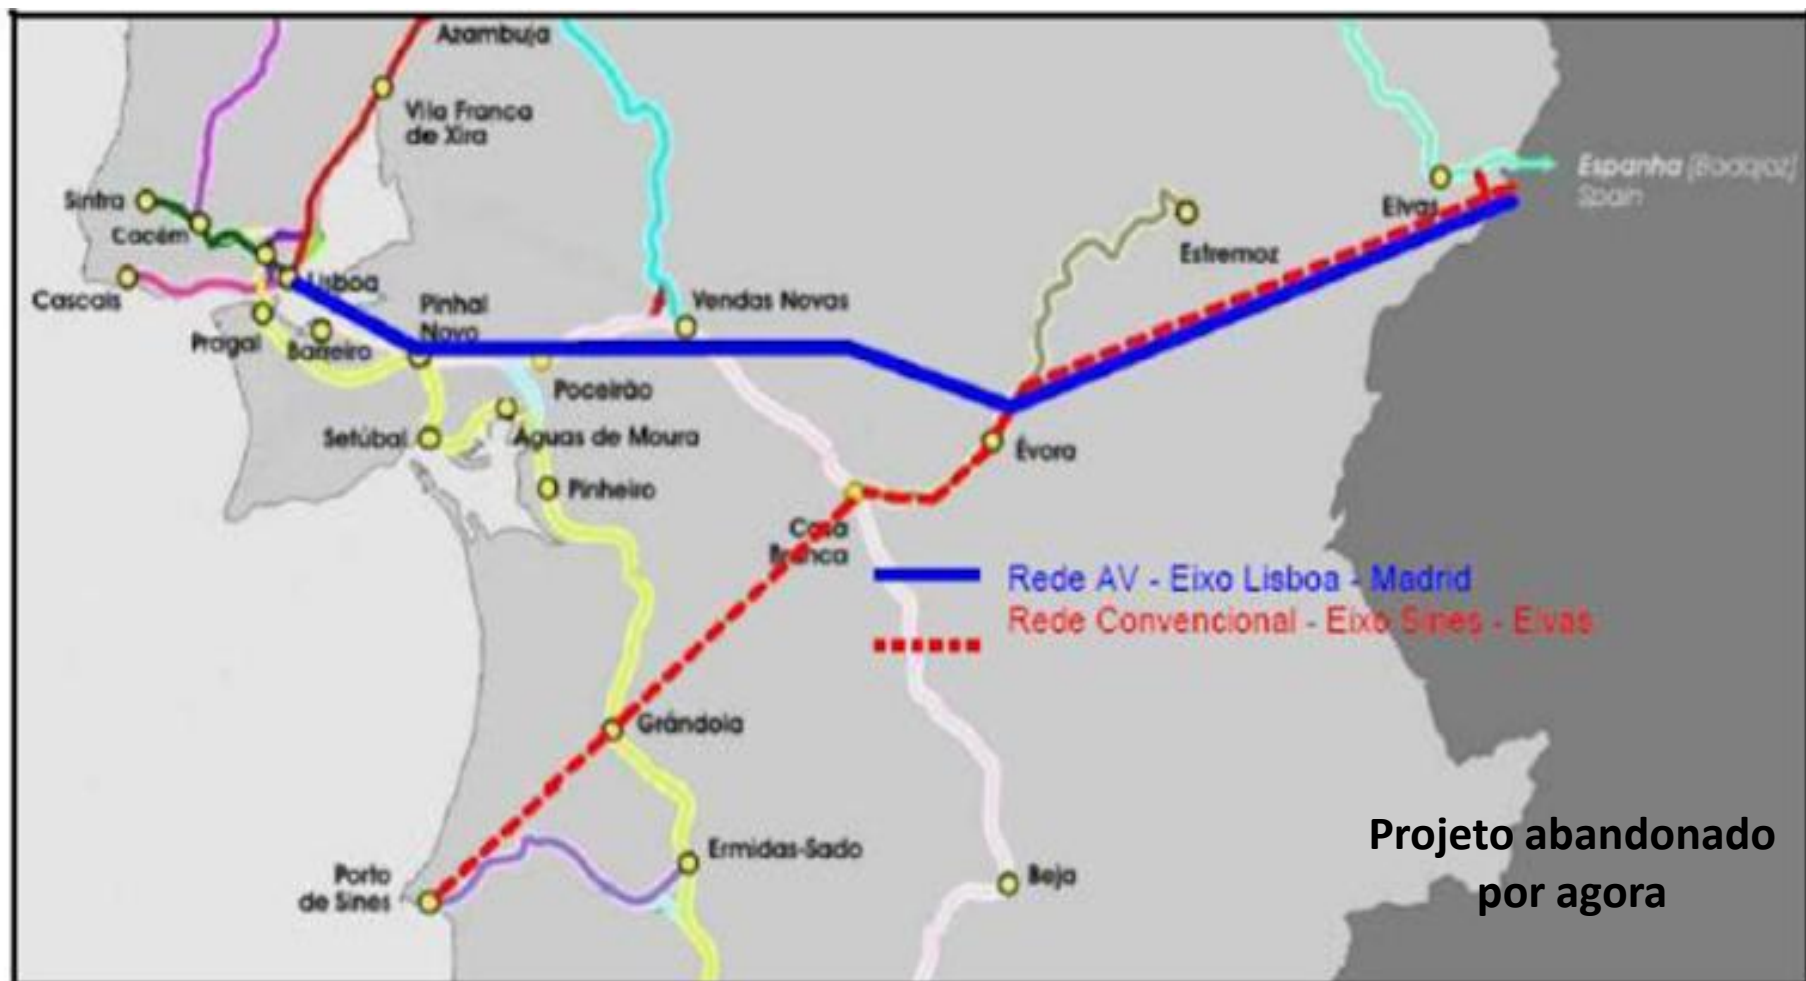 Azambuja
Vila Franca
de Xira
Sintra
Cacém
Cascais
Lisboa
Pragal
Barreiro
Pinhal
Novo
Vendas Novas
Poceirão
Setúbal
Águas de Moura
Pinheiro
Estremoz
Elvas
Espanha (Badajoz)
Spain
Évora
Casa
Branca
Rede AV - Eixo Lisboa - Madrid
Rede Convencional - Eixo Sines - Elvas
Grândola
Ermidas-Sado
Porto
de Sines
Beja
Projeto abandonado
por agora